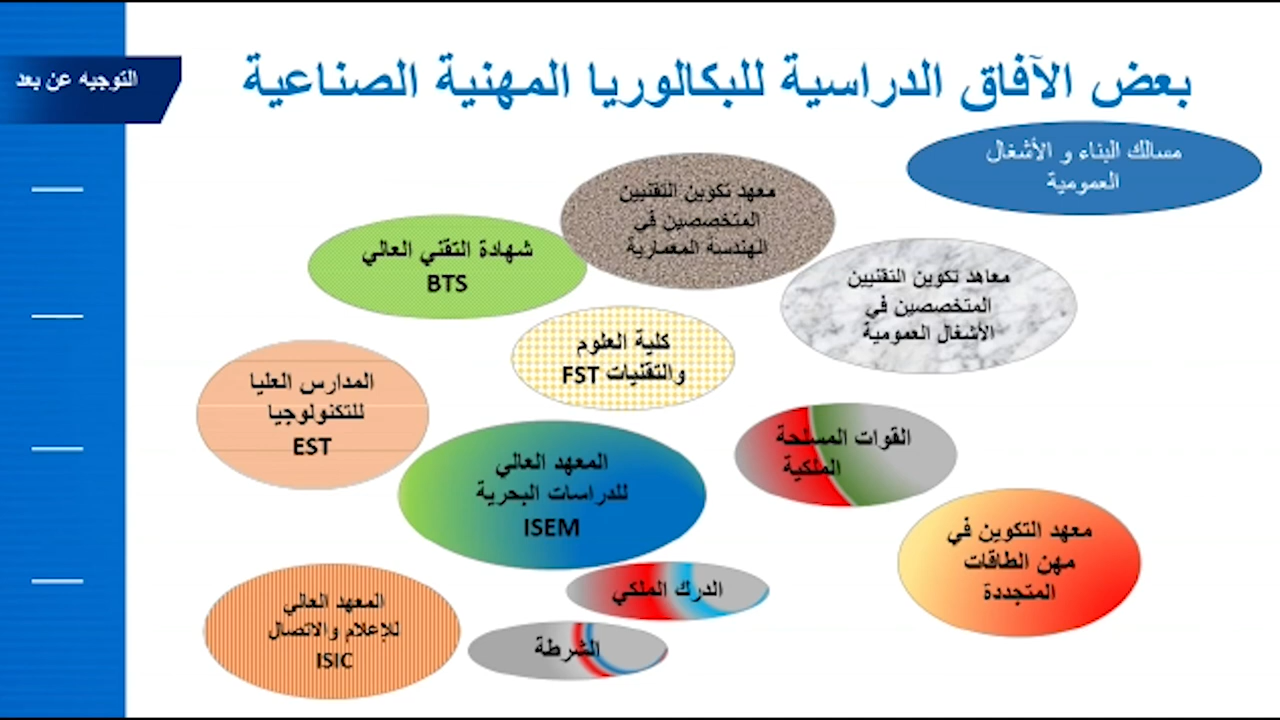 بعض الآفاق الدراسية للبكالوريا المهنية الصناعية
التوجيه عن بعد
مسالك البناء و الأشغال
العمومية
معهد تكوين التقنيين
المتخصصين في
الهندسة المعمارية
شهادة التقني العالي
BTS
معاهد تكوين التقنيين
المتخصصين في
الأشغال العمومية
كلية العلوم
والتقنيات FST
المدارس العليا
للتكنولوجيا
EST
القوات المسلحة
الملكية
المعهد العالي
للدراسات البحرية
ISEM
معهد التكوين في
مهن الطاقات
المتجددة
الدرك الملكي
المعهد العالي
للإعلام والاتصال
ISIC
الشرطة